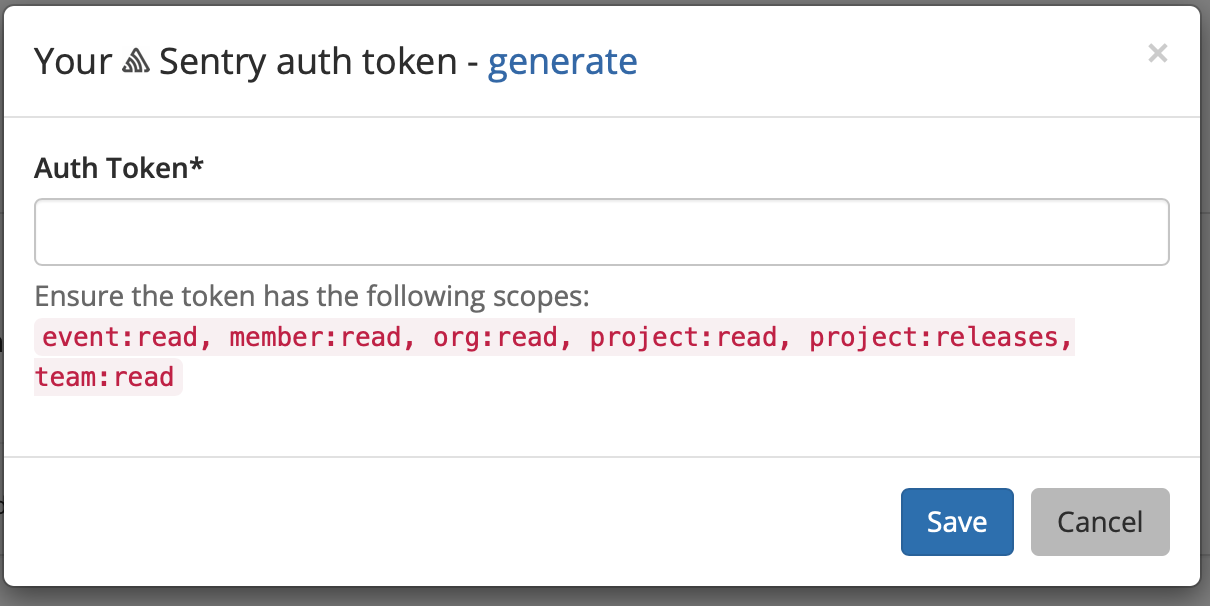 Your Sentry auth token - generate
×
Auth Token*
Ensure the token has the following scopes:
event:read, member:read, org:read, project:read, project:releases,
team:read
Save
Cancel